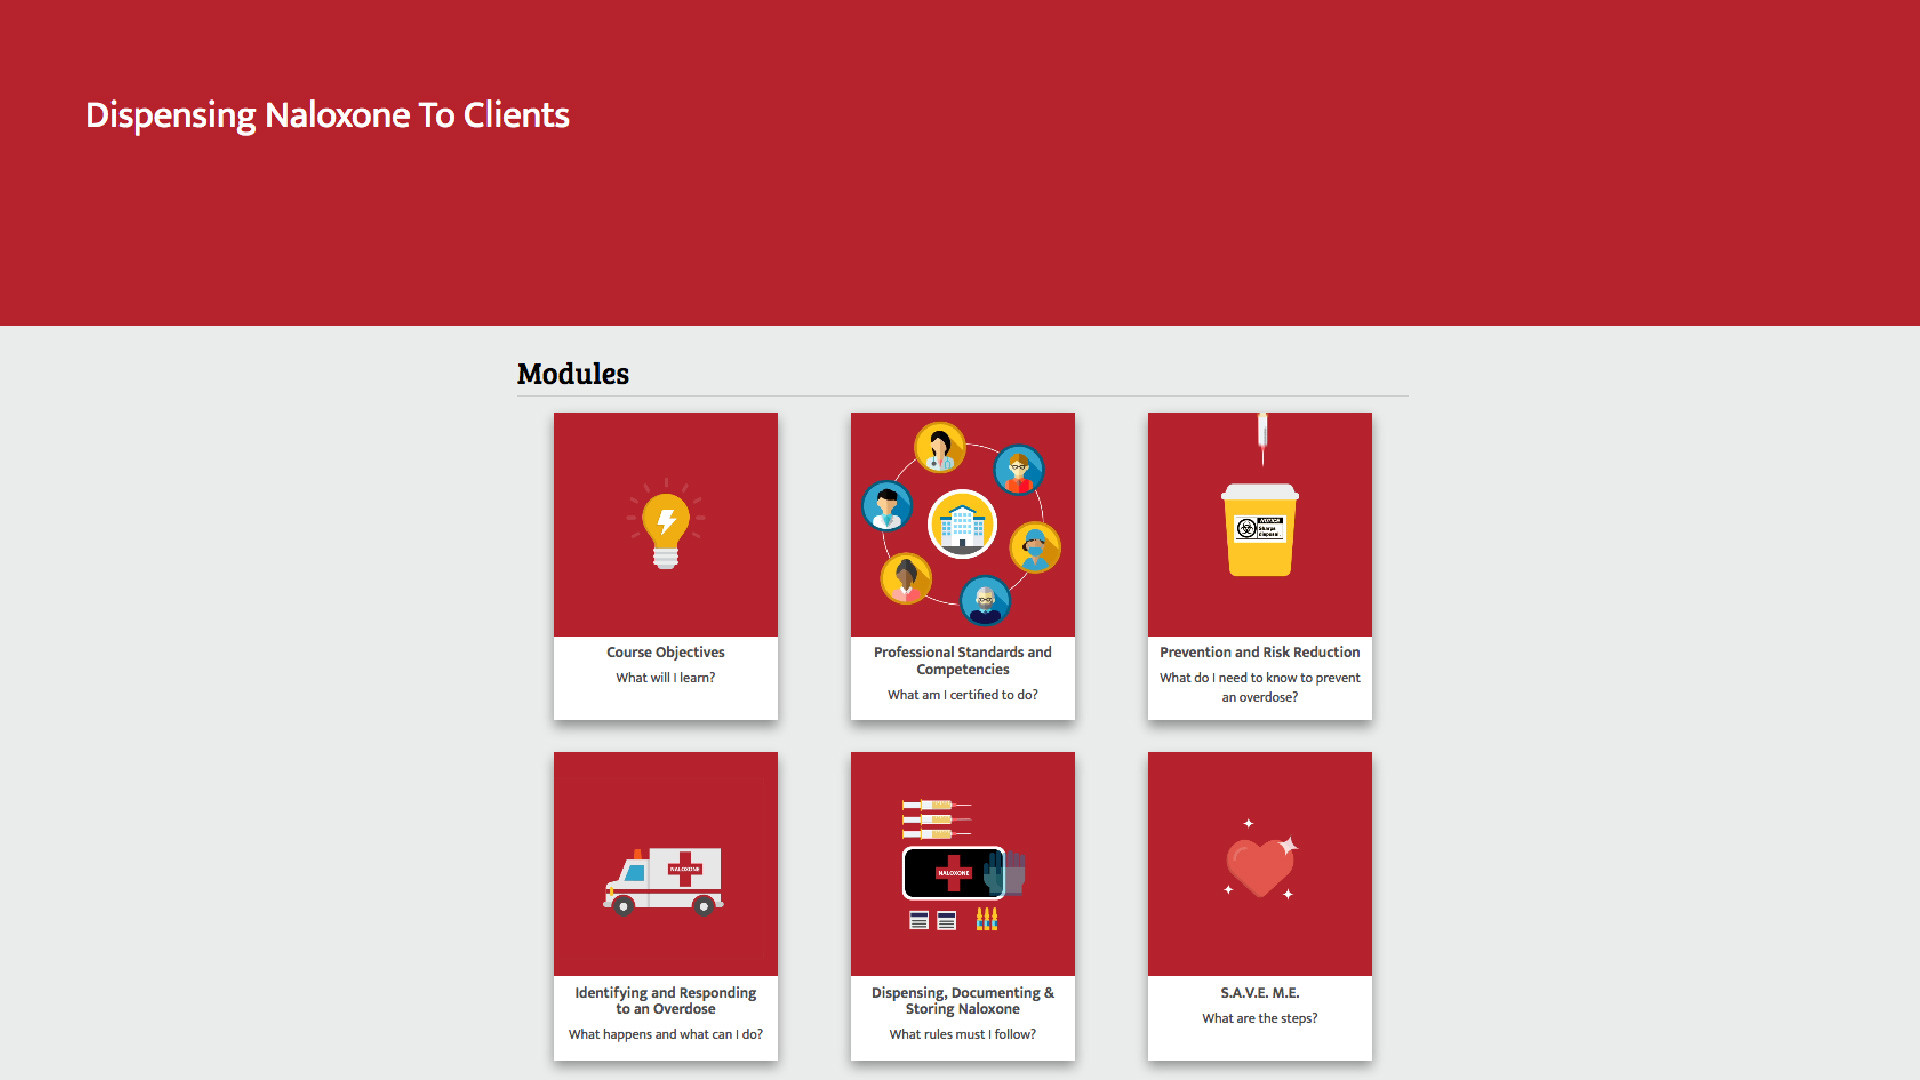 Dispensing Naloxone To Clients
Modules
Course Objectives
What will I learn?
Professional Standards and
Competencies
What am I certified to do?
Prevention and Risk Reduction
What do I need to know to prevent
an overdose?
NALOXONE
Identifying and Responding
to an Overdose
What happens and what can I do?
NALOXONE
Dispensing, Documenting &
Storing Naloxone
What rules must I follow?
S.A.V.E. M.E.
What are the steps?